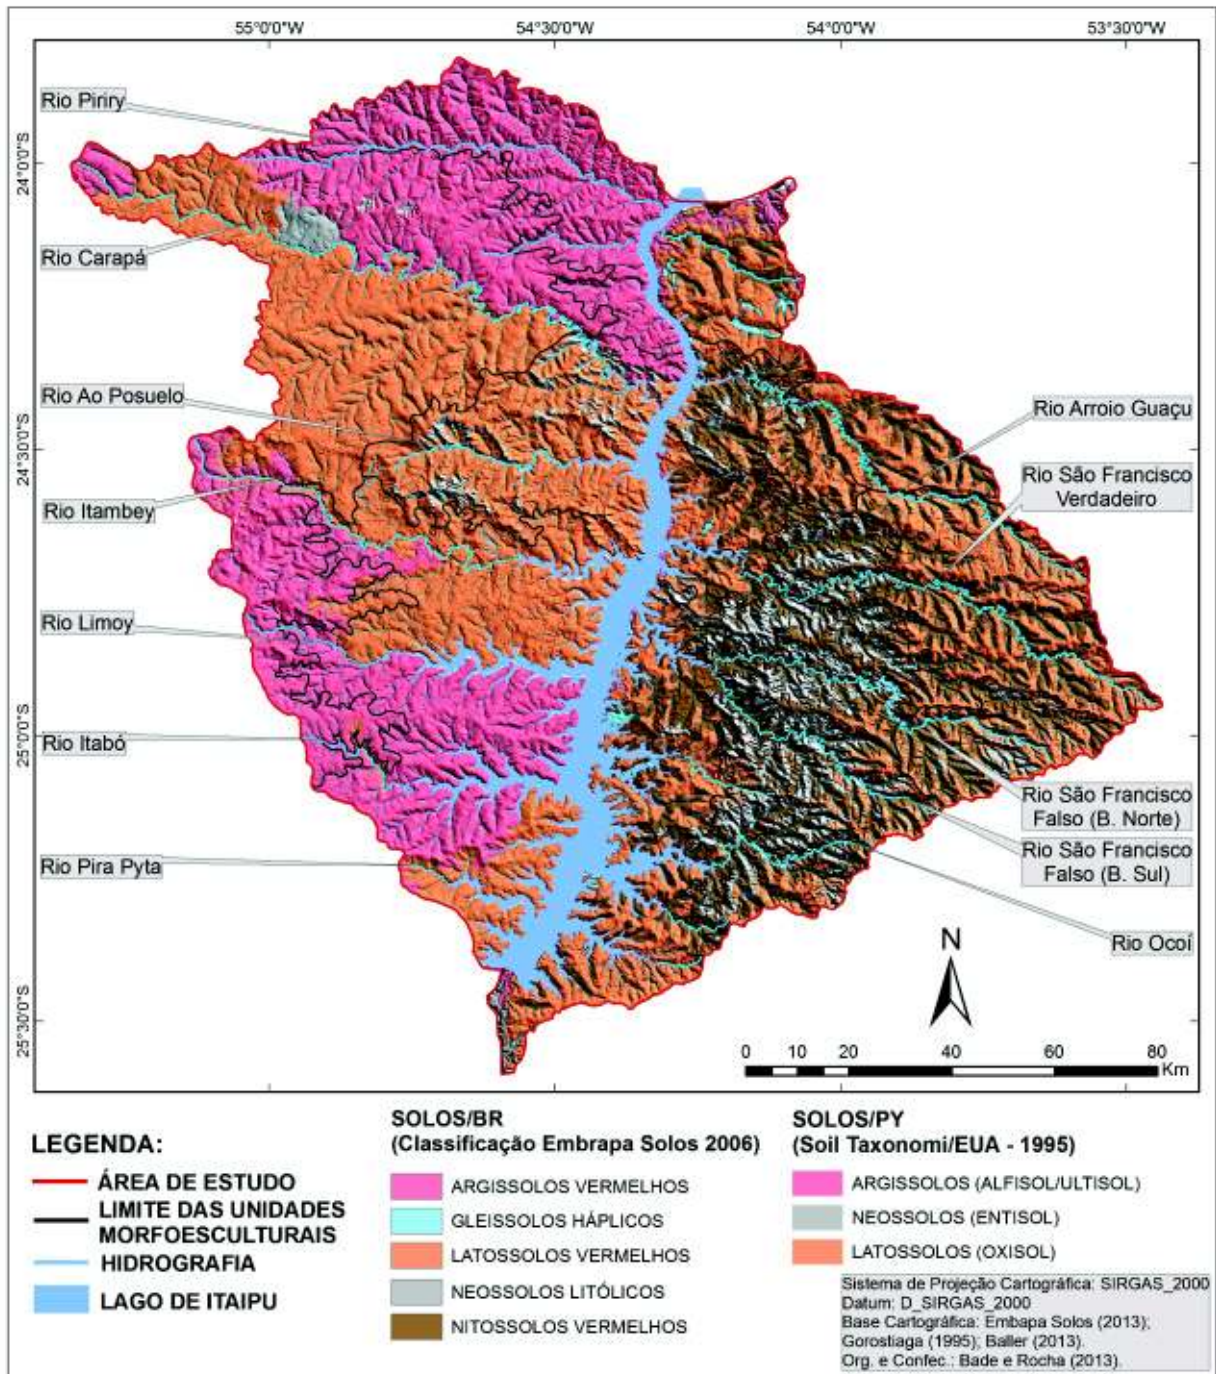 55°0'0"W
54°30'0"W
54°0'0"W
53°30'0"W
24°0'0"S
24°30'0"S
25°0'0"S
25°30'0"S
Rio Piriry
Rio Carapá
Rio Ao Posuelo
Rio Itambey
Rio Limoy
Rio Itabó
Rio Pira Pyta
Rio Arroio Guaçu
Rio São Francisco
Verdadeiro
Rio São Francisco
Falso (B. Norte)
Rio São Francisco
Falso (B. Sul)
Rio Ocoí
N
0 10 20 40 60 80
Km
LEGENDA:
ÁREA DE ESTUDO
LIMITE DAS UNIDADES
MORFOESCULTURAIS
HIDROGRAFIA
LAGO DE ITAIPU
SOLOS/BR
(Classificação Embrapa Solos 2006)
ARGISSOLOS VERMELHOS
GLEISSOLOS HÁPLICOS
LATOSSOLOS VERMELHOS
NEOSSOLOS LITÓLICOS
NITOSSOLOS VERMELHOS
SOLOS/PY
(Soil Taxonomi/EUA - 1995)
ARGISSOLOS (ALFISOL/ULTISOL)
NEOSSOLOS (ENTISOL)
LATOSSOLOS (OXISOL)
Sistema de Projeção Cartográfica: SIRGAS_2000
Datum: D_SIRGAS_2000
Base Cartográfica: Embapa Solos (2013);
Gorostiaga (1995); Baller (2013).
Org. e Confec.: Bade e Rocha (2013).